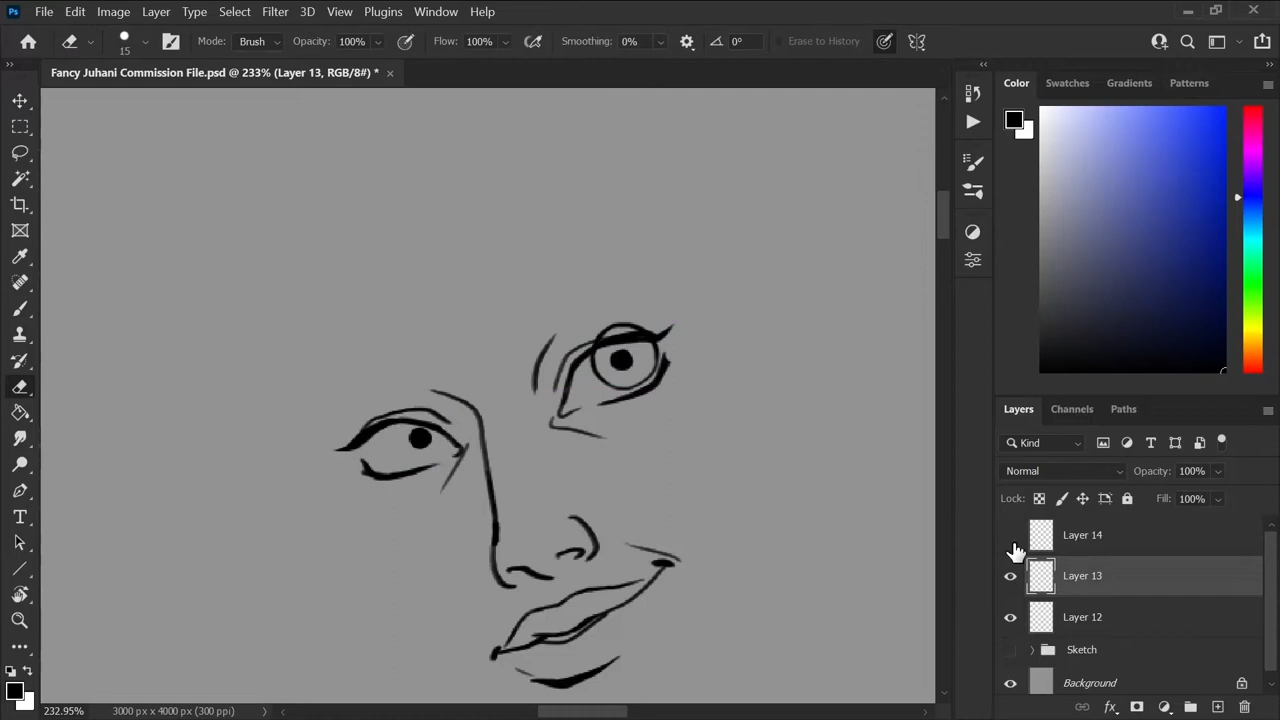 Ps File Edit Image Layer Type Select Filter 3D View Plugins Window Help
15 Mode: Brush Opacity: 100% Flow: 100% Smoothing: 0% 0° Erase to History
Fancy Juhani Commission File.psd @ 233% (Layer 13, RGB/8#) * ×
Color Swatches Gradients Patterns
Layers Channels Paths
Kind
Normal Opacity: 100%
Lock: Fill: 100%
Layer 14
Layer 13
Layer 12
Sketch
Background
232.95% 3000 px x 4000 px (300 ppi)